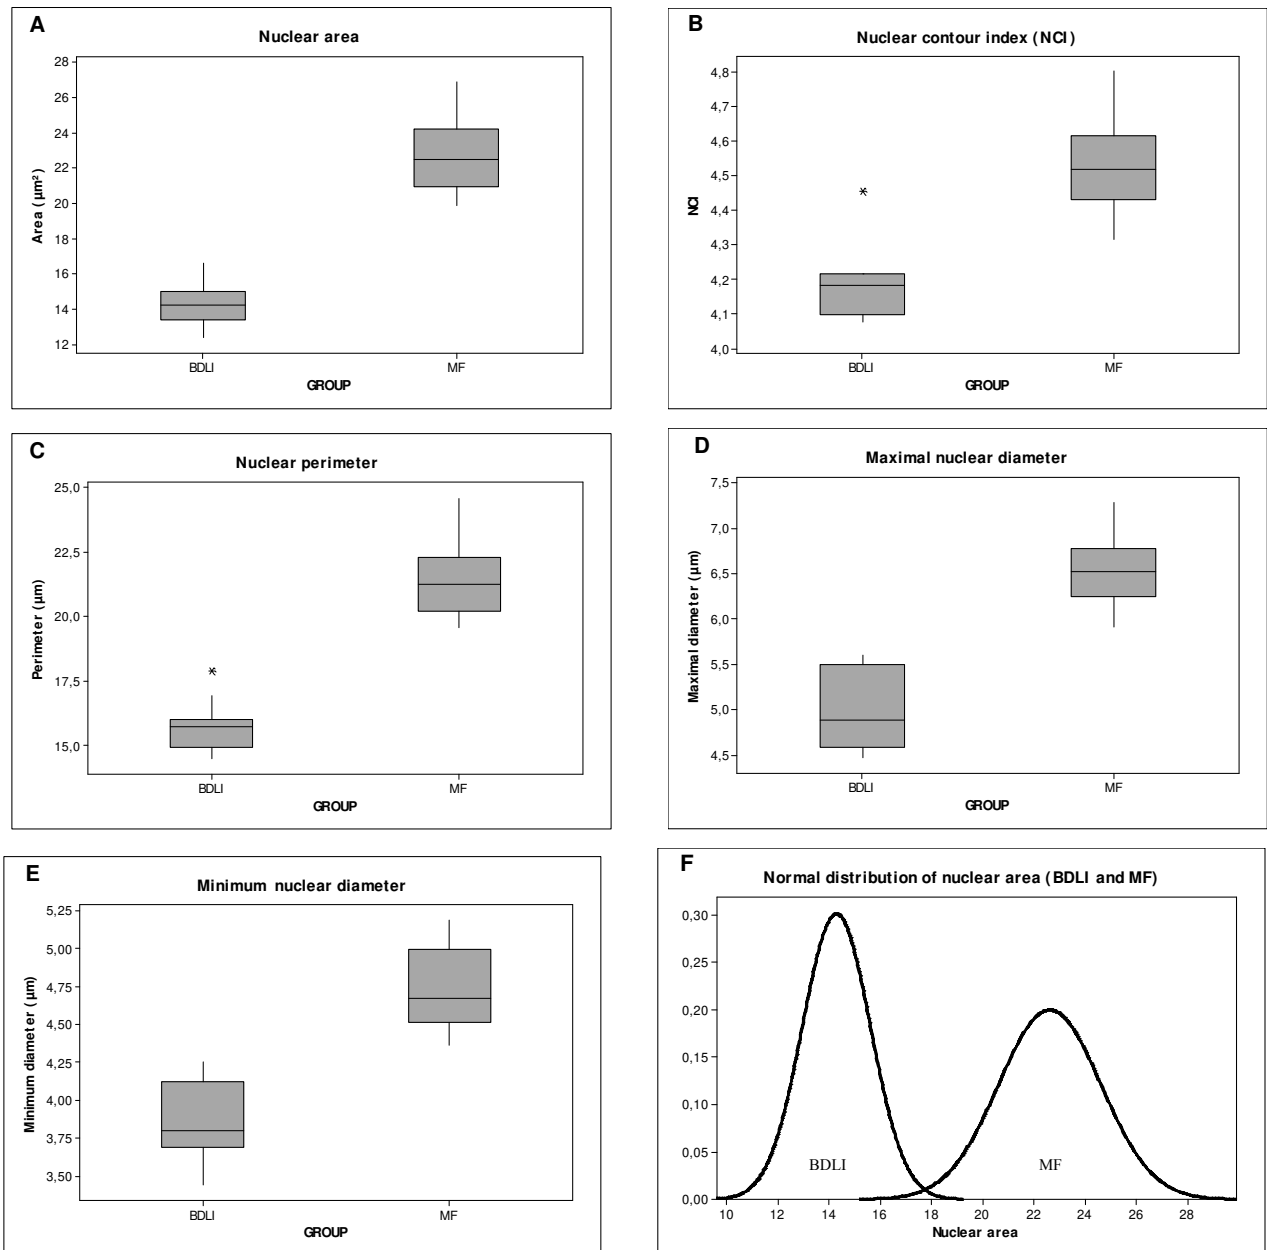 A
Nuclear area
28
26
24
22
20
18
16
14
12
Area (µm²)
BDLI
MF
GROUP
B
Nuclear contour index (NCI)
4,8
4,7
4,6
4,5
4,4
4,3
4,2
4,1
4,0
NCI
BDLI
MF
GROUP
C
Nuclear perimeter
25,0
22,5
20,0
17,5
15,0
Perimeter (µm)
BDLI
MF
GROUP
D
Maximal nuclear diameter
7,5
7,0
6,5
6,0
5,5
5,0
4,5
Maximal diameter (µm)
BDLI
MF
GROUP
E
Minimum nuclear diameter
5,25
5,00
4,75
4,50
4,25
4,00
3,75
3,50
Minimum diameter (µm)
BDLI
MF
GROUP
F
Normal distribution of nuclear area (BDLI and MF)
0,30
0,25
0,20
0,15
0,10
0,05
0,00
BDLI
MF
10 12 14 16 18 20 22 24 26 28
Nuclear area